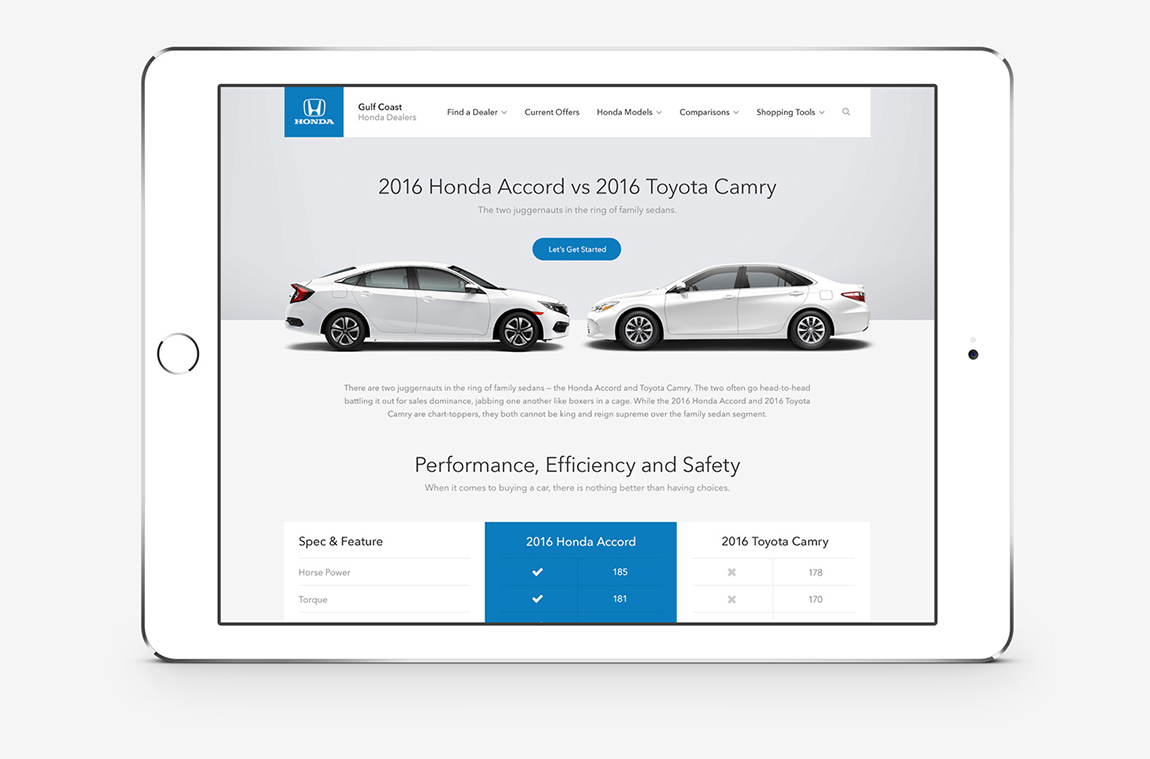 HONDA
Gulf Coast
Honda Dealers
Find a Dealer
Current Offers
Honda Models
Comparisons
Shopping Tools
2016 Honda Accord vs 2016 Toyota Camry
The two juggernauts in the ring of family sedans.
Let's Get Started
There are two juggernauts in the ring of family sedans – the Honda Accord and Toyota Camry. The two often go head-to-head
battling it out for sales dominance, jabbing one another like boxers in a cage. While the 2016 Honda Accord and 2016 Toyota
Camry are chart-toppers, they both cannot be king and reign supreme over the family sedan segment.
Performance, Efficiency and Safety
When it comes to buying a car, there is nothing better than having choices.
Spec & Feature 2016 Honda Accord 2016 Toyota Camry
Horse Power 185 178
Torque 181 170